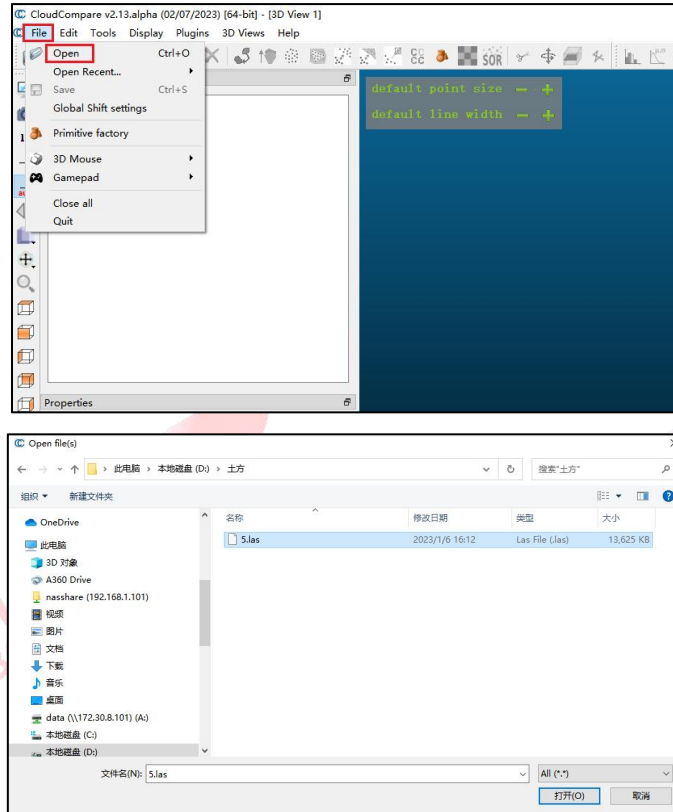 CloudCompare v2.13.alpha (02/07/2023) [64-bit] - [3D View 1]
File Edit Tools Display Plugins 3D Views Help
Open Ctrl+O
Open Recent...
Save Ctrl+S
Global Shift settings
Primitive factory
3D Mouse
Gamepad
Close all
Quit
SOR
default point size − +
default line width − +
Properties
Open file(s)
此电脑 › 本地磁盘 (D:) › 土方
搜索"土方"
组织 新建文件夹
名称 修改日期 类型 大小
OneDrive
5.las 2023/1/6 16:12 Las File (.las) 13,625 KB
此电脑
3D 对象
A360 Drive
nasshare (192.168.1.101)
视频
图片
文档
下载
音乐
桌面
data (\\172.30.8.101) (A:)
本地磁盘 (C:)
本地磁盘 (D:)
文件名(N): 5.las All (*.*)
打开(O) 取消